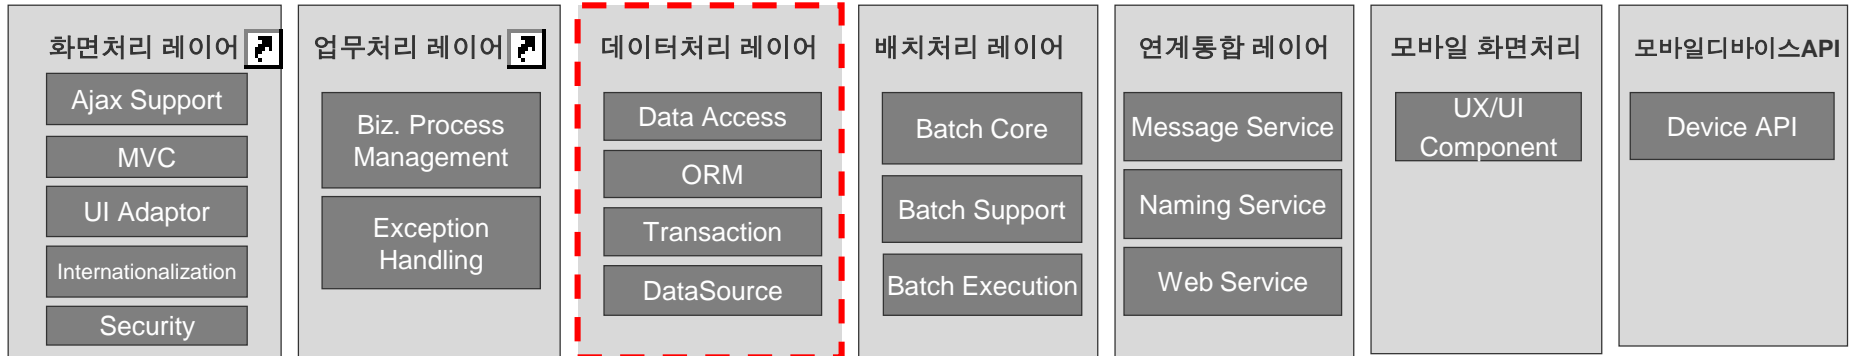 화면처리 레이어
Ajax Support
MVC
UI Adaptor
Internationalization
Security
업무처리 레이어
Biz. Process
Management
Exception
Handling
데이터처리 레이어
Data Access
ORM
Transaction
DataSource
배치처리 레이어
Batch Core
Batch Support
Batch Execution
연계통합 레이어
Message Service
Naming Service
Web Service
모바일 화면처리
UX/UI
Component
모바일디바이스API
Device API